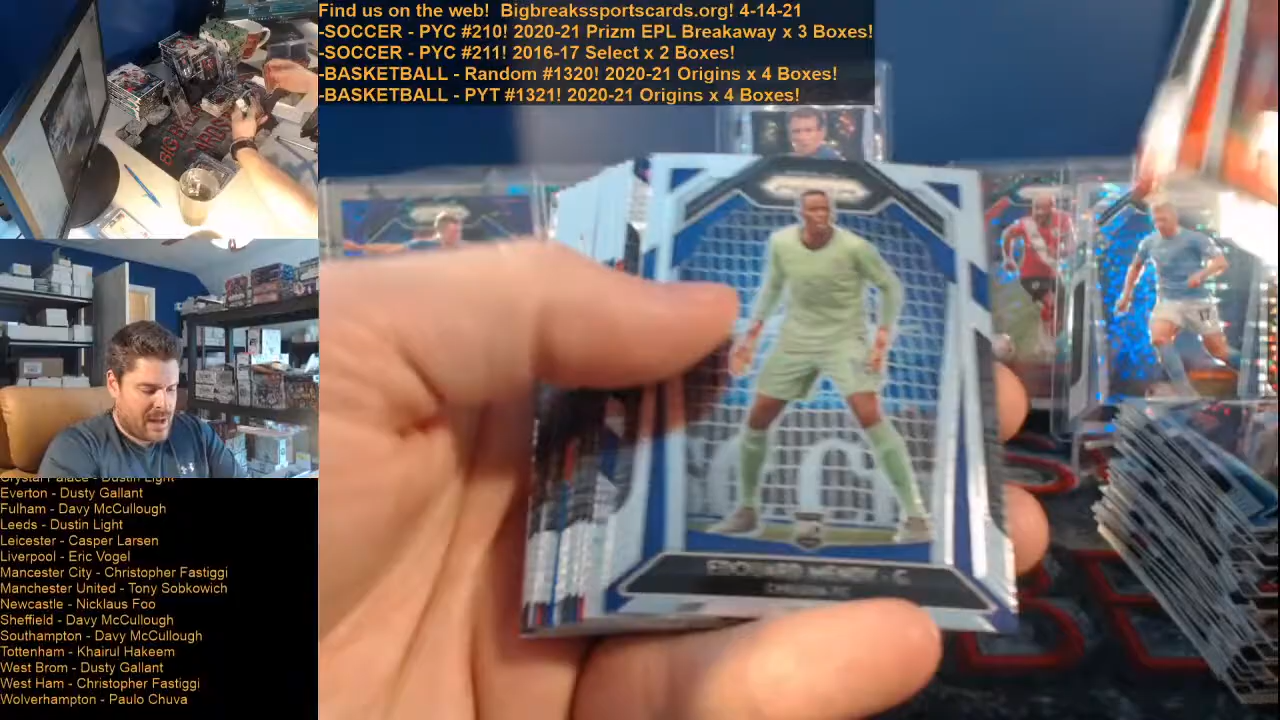 Find us on the web!  Bigbreakssportscards.org! 4-14-21
-SOCCER - PYC #210! 2020-21 Prizm EPL Breakaway x 3 Boxes!
-SOCCER - PYC #211! 2016-17 Select x 2 Boxes!
-BASKETBALL - Random #1320! 2020-21 Origins x 4 Boxes!
-BASKETBALL - PYT #1321! 2020-21 Origins x 4 Boxes!
Crystal Palace - Dustin Light
Everton - Dusty Gallant
Fulham - Davy McCullough
Leeds - Dustin Light
Leicester - Casper Larsen
Liverpool - Eric Vogel
Mancester City - Christopher Fastiggi
Manchester United - Tony Sobkowich
Newcastle - Nicklaus Foo
Sheffield - Davy McCullough
Southampton - Davy McCullough
Tottenham - Khairul Hakeem
West Brom - Dusty Gallant
West Ham - Christopher Fastiggi
Wolverhampton - Paulo Chuva